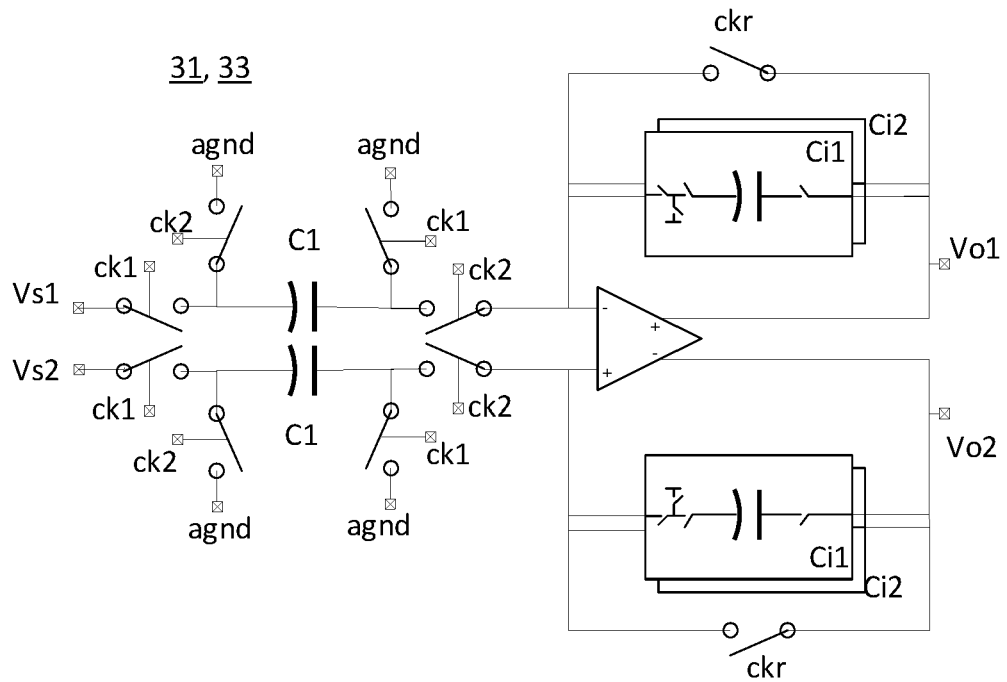 ckr
31, 33
Ci2
Ci1
agnd
agnd
ck2
C1
ck1
ck1
ck2
Vo1
Vs1
-
+
-
+
Vs2
ck1
ck2
C1
ck2
ck1
Vo2
agnd
agnd
Ci1
Ci2
ckr